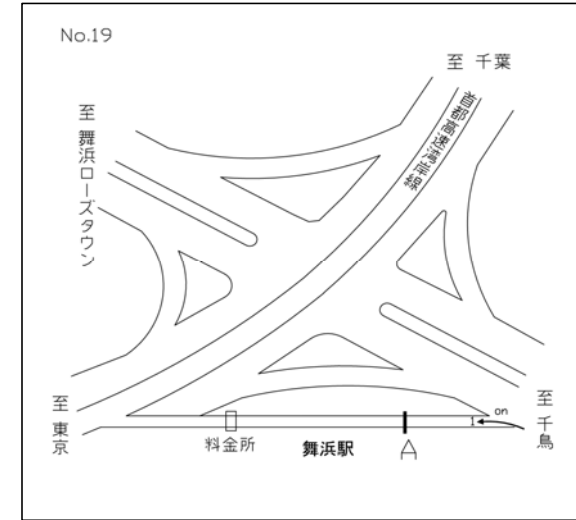 No.19
至 千葉
首都高速湾岸線
至 舞浜ローズタウン
至 東京
料金所
舞浜駅
A
1
on
至 千鳥